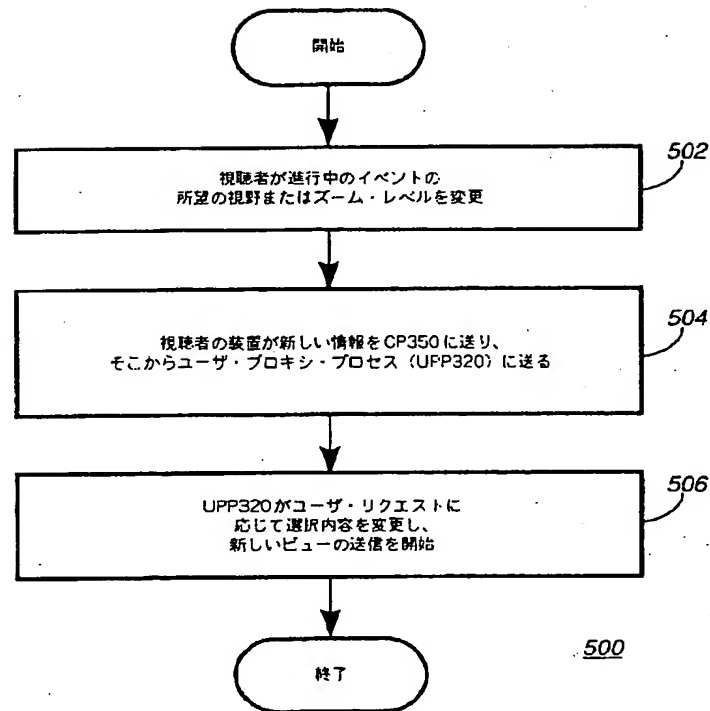 開始
視聴者が進行中のイベントの
所望の視野またはズーム・レベルを変更
502
視聴者の装置が新しい情報をCP350に送り、
そこからユーザ・プロキシ・プロセス（UPP320）に送る
504
UPP320がユーザ・リクエストに
応じて選択内容を変更し、
新しいビューの送信を開始
506
終了
500